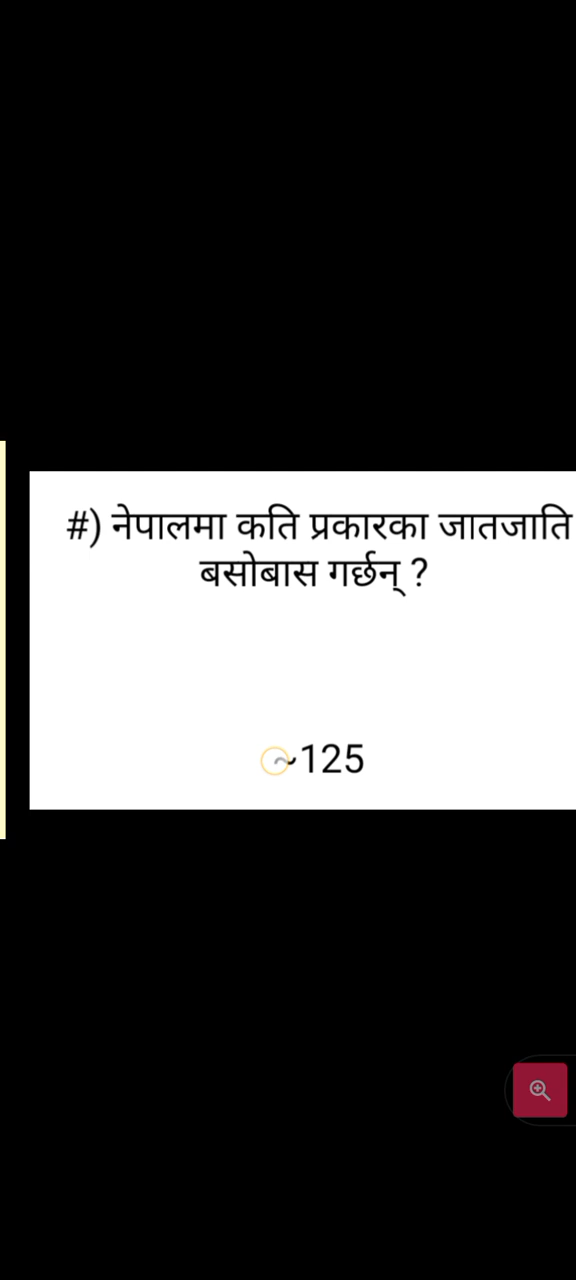 #) नेपालमा कति प्रकारका जातजाति
बसोबास गर्छन् ?
~125